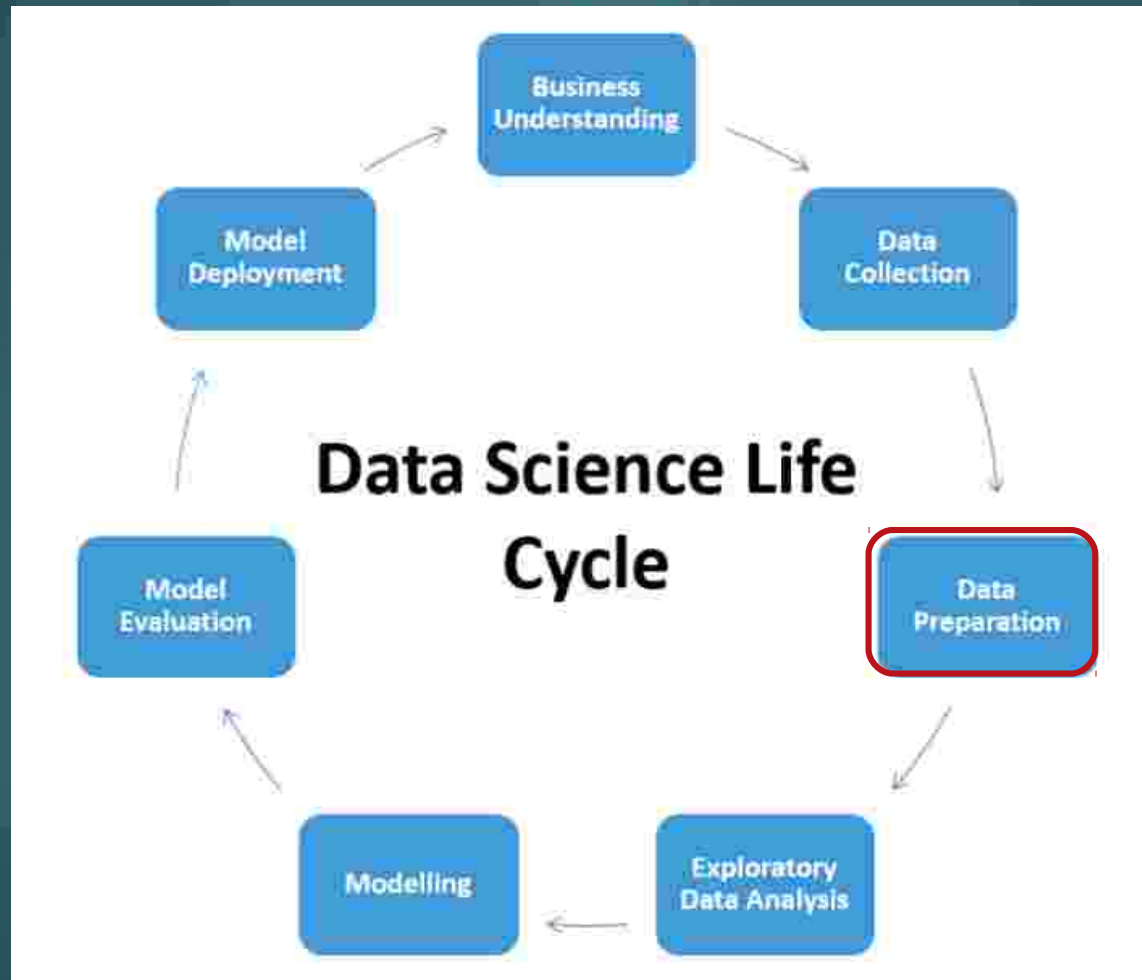 Business
Understanding
Data
Collection
Data
Preparation
Exploratory
Data Analysis
Modelling
Model
Evaluation
Model
Deployment
Data Science Life
Cycle